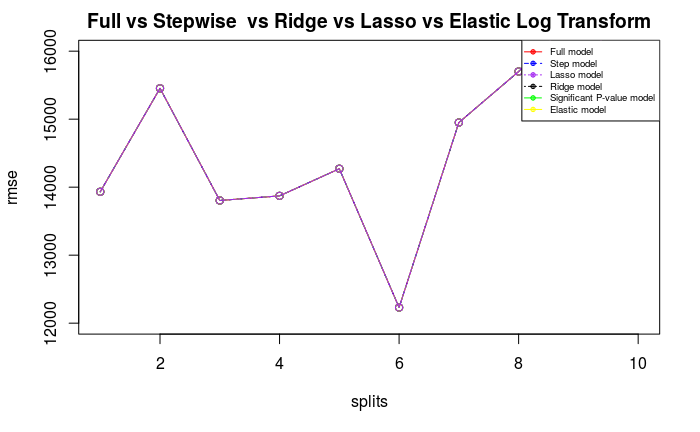 Full vs Stepwise  vs Ridge vs Lasso vs Elastic Log Transform
Full model
Step model
Lasso model
Ridge model
Significant P-value model
Elastic model
rmse
16000
15000
14000
13000
12000
2 4 6 8 10
splits